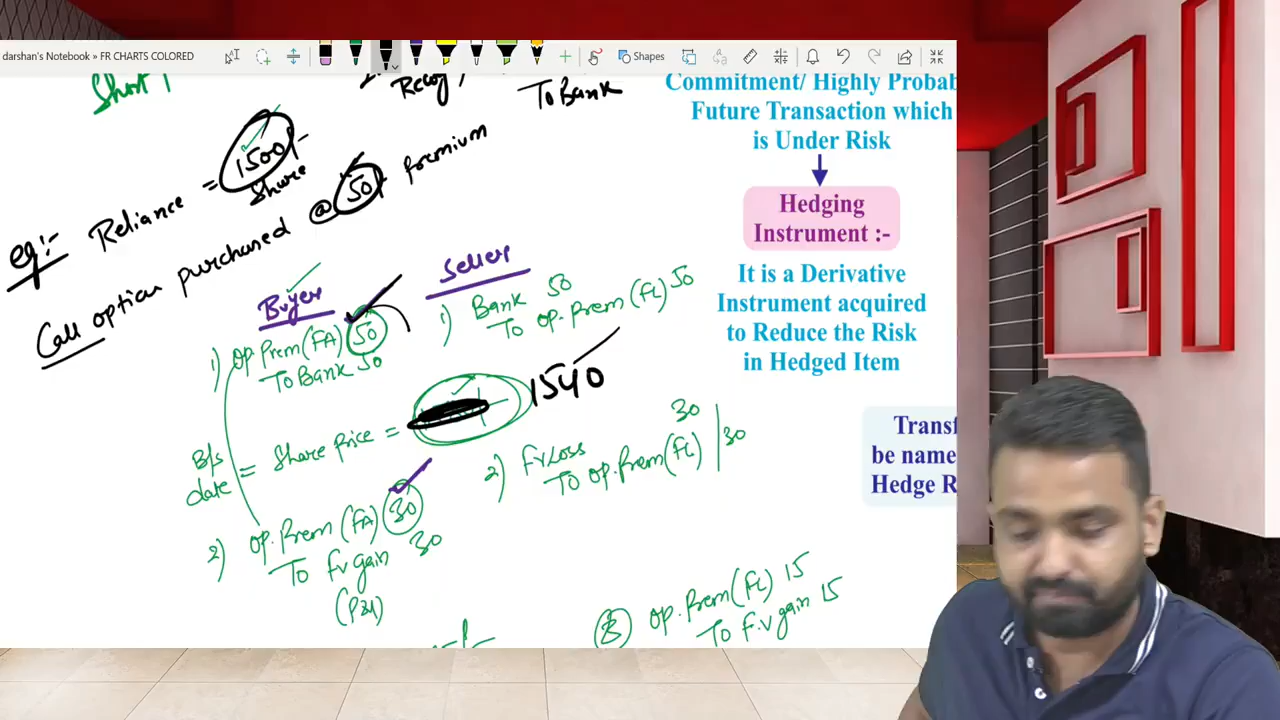 darshan's Notebook » FR CHARTS COLORED
Shapes
Short
Recog
To Bank
eg:- Reliance = 1500/-
Share
Call option purchased @ 50/- premium
Buyer
1) Op. Prem (FA) 50
To Bank 50
Seller
1) Bank 50
To Op. Prem (FL) 50
B/s
date = Share price = 1540
2) Op. Prem (FA) 30
To Fv gain 30
(P&L)
2) Fv Loss 30
To Op. Prem (FL) 30
Op. Prem (FL) 15
To F.V gain 15
Commitment/ Highly Probab
Future Transaction which
is Under Risk
Hedging
Instrument :-
It is a Derivative
Instrument acquired
to Reduce the Risk
in Hedged Item
Transf
be name
Hedge R